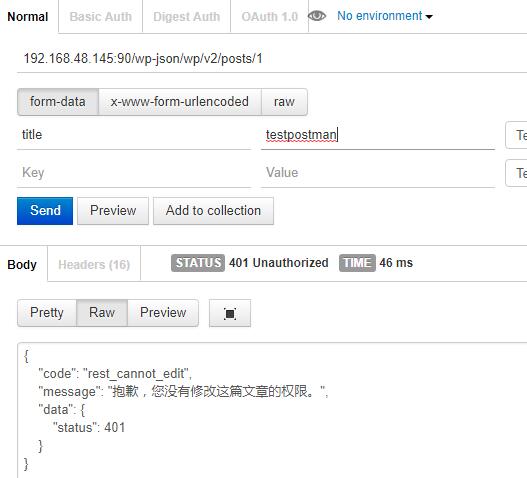 Normal Basic Auth Digest Auth OAuth 1.0 No environment
192.168.48.145:90/wp-json/wp/v2/posts/1
form-data x-www-form-urlencoded raw
title testpostman Te
Key Value Te
Send Preview Add to collection
Body Headers (16) STATUS 401 Unauthorized TIME 46 ms
Pretty Raw Preview
{
"code": "rest_cannot_edit",
"message": "抱歉，您没有修改这篇文章的权限。",
"data": {
"status": 401
}
}